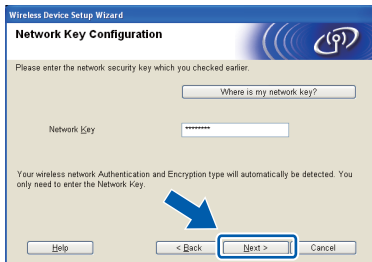 Wireless Device Setup Wizard
Network Key Configuration
Please enter the network security key which you checked earlier.
Where is my network key?
Network Key
********
Your wireless network Authentication and Encryption type will automatically be detected. You
only need to enter the Network Key.
Help
< Back
Next >
Cancel